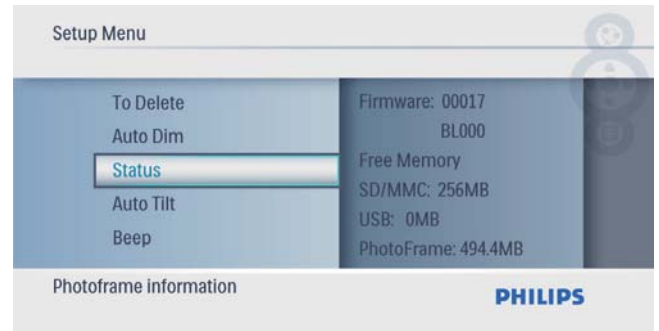 Setup Menu
To Delete
Auto Dim
Status
Auto Tilt
Beep
Firmware: 00017
BL000
Free Memory
SD/MMC: 256MB
USB: 0MB
PhotoFrame: 494.4MB
Photoframe information
PHILIPS